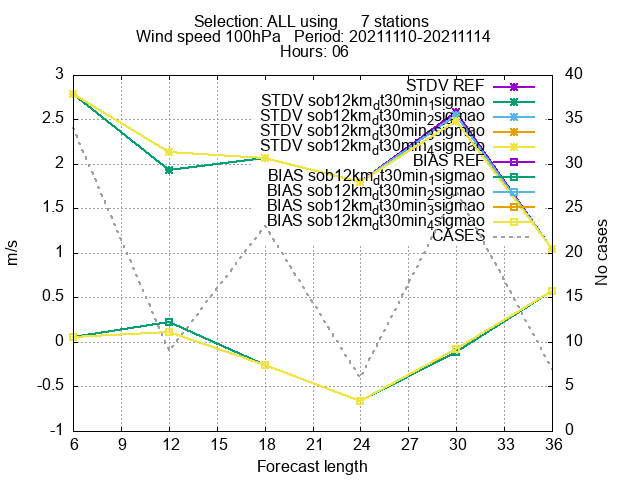 Selection: ALL using 7 stations
Wind speed 100hPa Period: 20211110-20211114
Hours: 06
3
2.5
2
1.5
1
0.5
0
-0.5
-1
m/s
STDV REF
STDV sob12km_dt30min_1sigmao
STDV sob12km_dt30min_2sigmao
STDV sob12km_dt30min_3sigmao
STDV sob12km_dt30min_4sigmao
BIAS REF
BIAS sob12km_dt30min_1sigmao
BIAS sob12km_dt30min_2sigmao
BIAS sob12km_dt30min_3sigmao
BIAS sob12km_dt30min_4sigmao
CASES
40
35
30
25
20
15
10
5
0
No cases
6 9 12 15 18 21 24 27 30 33 36
Forecast length